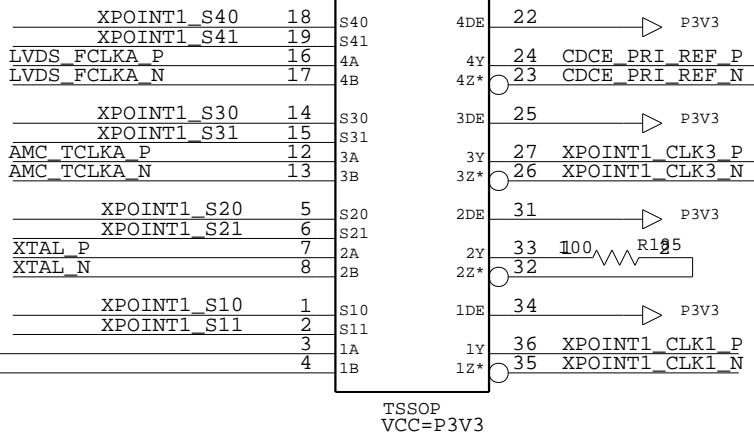 XPOINT1_S40 18 S40 4DE 22 P3V3
XPOINT1_S41 19 S41
LVDS_FCLKA_P 16 4A 4Y 24 CDCE_PRI_REF_P
LVDS_FCLKA_N 17 4B 4Z* 23 CDCE_PRI_REF_N
XPOINT1_S30 14 S30 3DE 25 P3V3
XPOINT1_S31 15 S31
AMC_TCLKA_P 12 3A 3Y 27 XPOINT1_CLK3_P
AMC_TCLKA_N 13 3B 3Z* 26 XPOINT1_CLK3_N
XPOINT1_S20 5 S20 2DE 31 P3V3
XPOINT1_S21 6 S21
XTAL_P 7 2A 2Y 33 1 100 2 R195
XTAL_N 8 2B 2Z* 32
XPOINT1_S10 1 S10 1DE 34 P3V3
XPOINT1_S11 2 S11
3 1A 1Y 36 XPOINT1_CLK1_P
4 1B 1Z* 35 XPOINT1_CLK1_N
TSSOP
VCC=P3V3